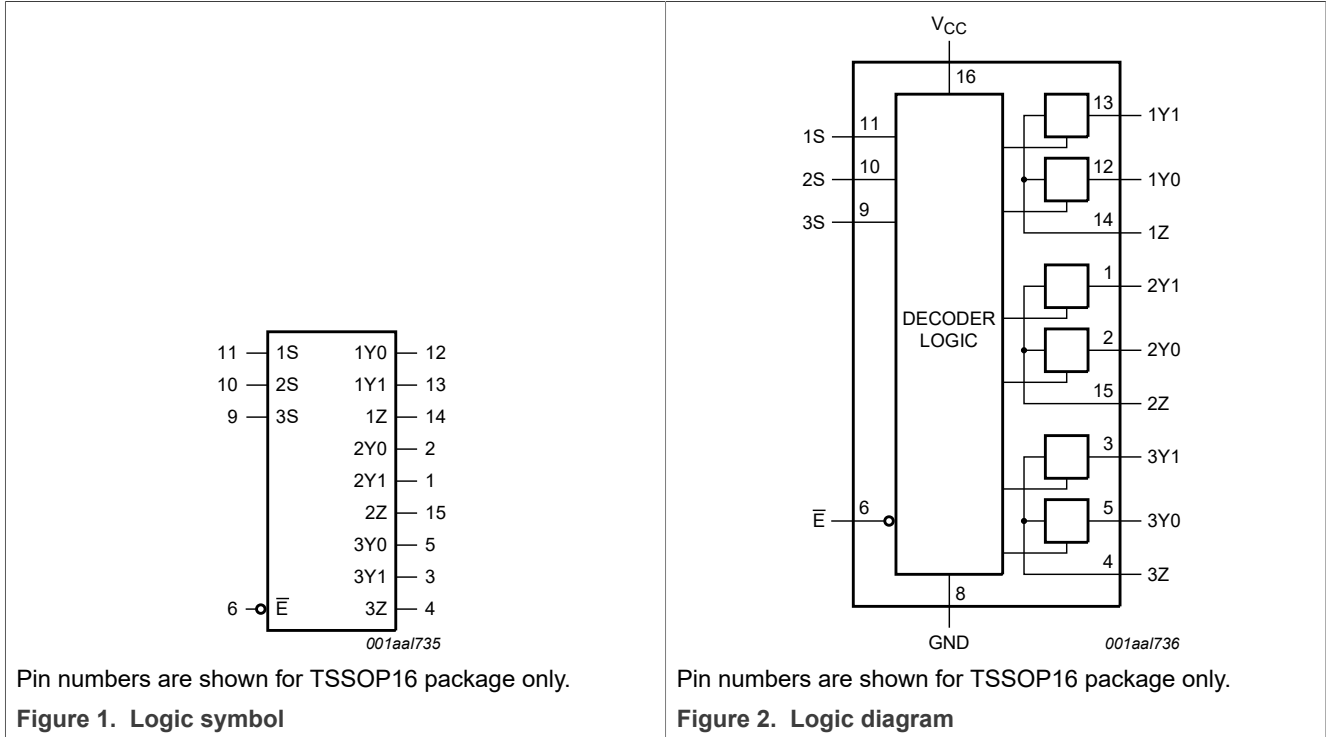 11 1S 1Y0 12
10 2S 1Y1 13
9 3S 1Z 14
2Y0 2
2Y1 1
2Z 15
3Y0 5
3Y1 3
6 E̅ 3Z 4
001aal735
Pin numbers are shown for TSSOP16 package only.
Figure 1. Logic symbol
VCC
16
13 1Y1
1S 11
12 1Y0
2S 10
3S 9
14 1Z
1 2Y1
DECODER
LOGIC
2 2Y0
15 2Z
3 3Y1
E̅ 6
5 3Y0
4 3Z
8
GND
001aal736
Pin numbers are shown for TSSOP16 package only.
Figure 2. Logic diagram